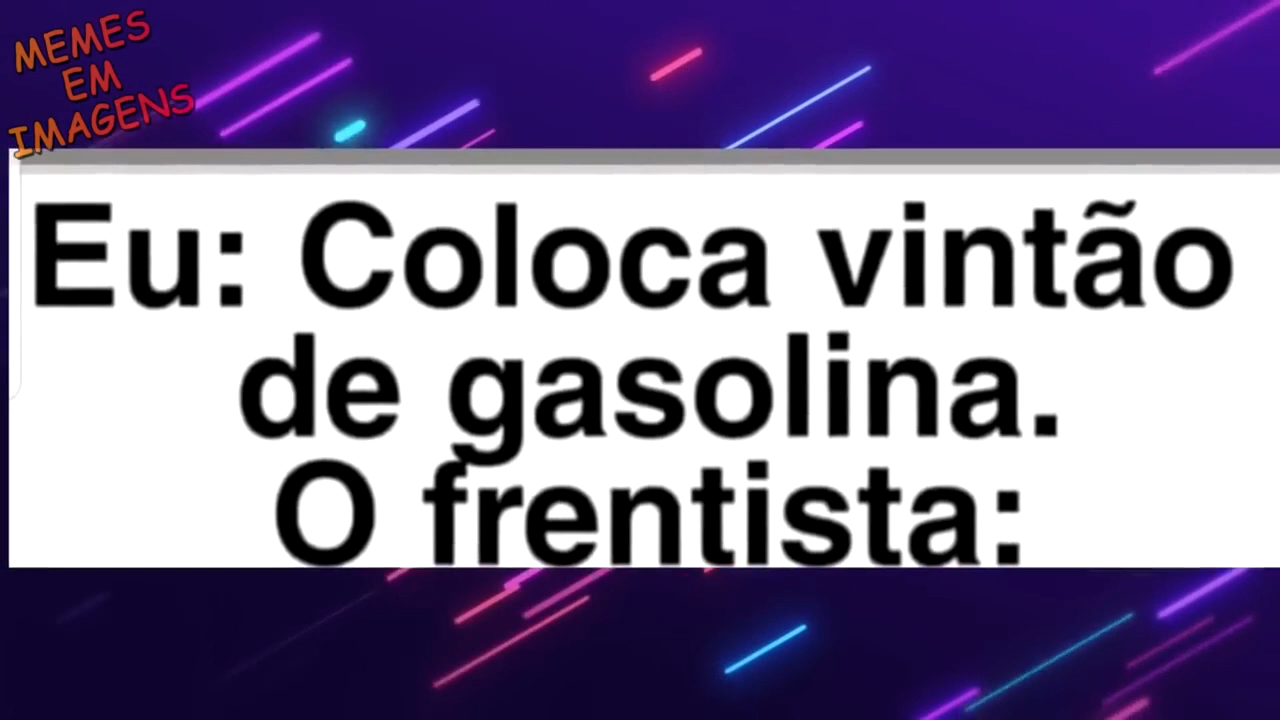 MEMES
EM
IMAGENS
Eu: Coloca vintão
de gasolina.
O frentista: